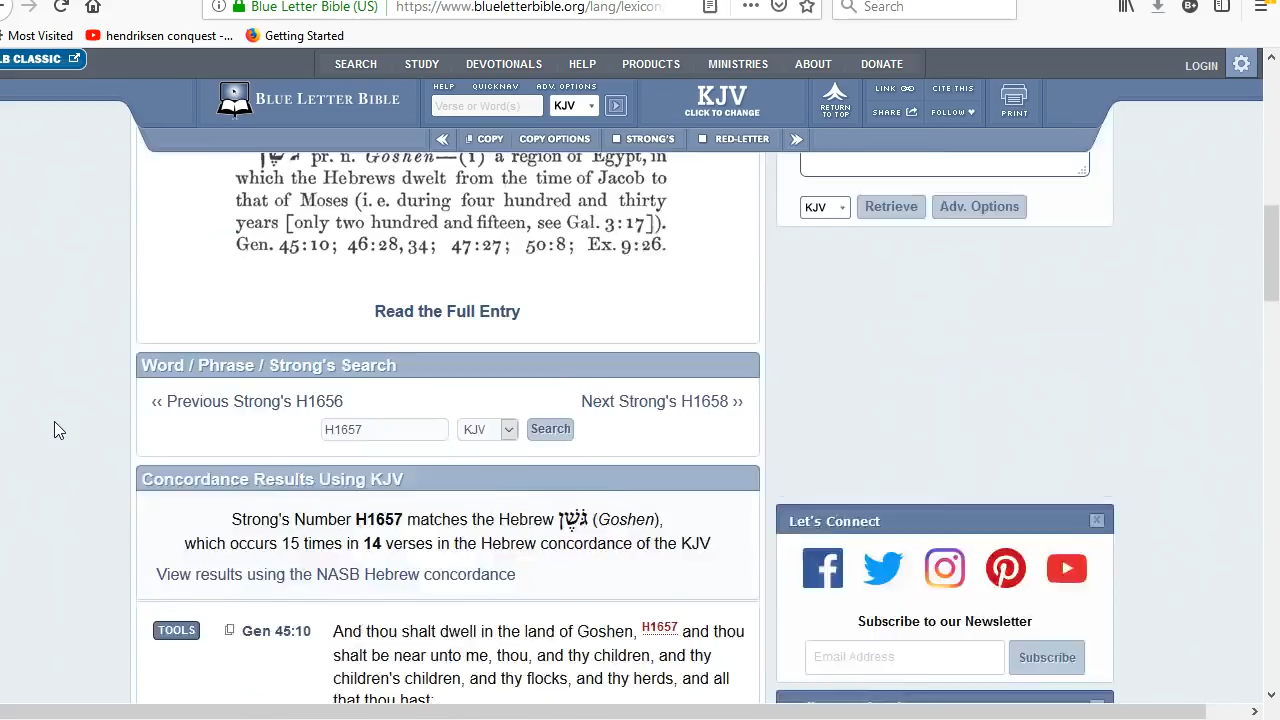 Blue Letter Bible (US)
https://www.blueletterbible.org/lang/lexicon
Search
Most Visited
hendriksen conquest -...
Getting Started
LB CLASSIC
SEARCH
STUDY
DEVOTIONALS
HELP
PRODUCTS
MINISTRIES
ABOUT
DONATE
LOGIN
BLUE LETTER BIBLE
HELP
QUICKNAV
ADV. OPTIONS
Verse or Word(s)
KJV
KJV
CLICK TO CHANGE
RETURN
TO TOP
LINK
CITE THIS
SHARE
FOLLOW
PRINT
COPY
COPY OPTIONS
STRONG'S
RED-LETTER
pr. n. Goshen—(1) a region of Egypt, in
which the Hebrews dwelt from the time of Jacob to
that of Moses (i. e. during four hundred and thirty
years [only two hundred and fifteen, see Gal. 3:17]).
Gen. 45:10; 46:28, 34; 47:27; 50:8; Ex. 9:26.
Read the Full Entry
Word / Phrase / Strong's Search
‹‹ Previous Strong's H1656
Next Strong's H1658 ››
H1657
KJV
Search
Concordance Results Using KJV
Strong's Number H1657 matches the Hebrew גֹּשֶׁן (Goshen),
which occurs 15 times in 14 verses in the Hebrew concordance of the KJV
View results using the NASB Hebrew concordance
TOOLS
Gen 45:10
And thou shalt dwell in the land of Goshen, H1657 and thou
shalt be near unto me, thou, and thy children, and thy
children's children, and thy flocks, and thy herds, and all
that thou hast:
KJV
Retrieve
Adv. Options
Let's Connect
Subscribe to our Newsletter
Email Address
Subscribe